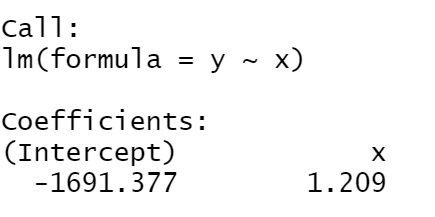 Call:
lm(formula = y ~ x)
Coefficients:
(Intercept) x
-1691.377 1.209